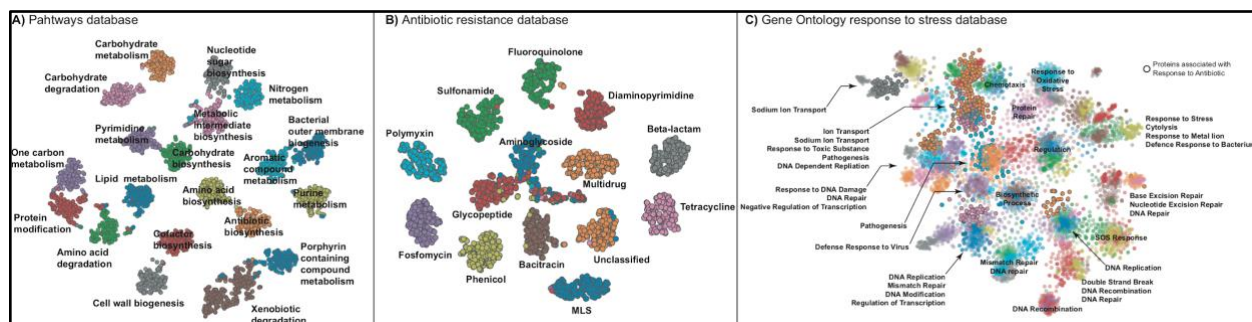 A) Pahtways database
Carbohydrate
metabolism
Nucleotide
sugar
biosynthesis
Carbohydrate
degradation
Nitrogen
metabolism
Metabolic
intermediate
biosynthesis
Bacterial
outer membrane
biogenesis
Pyrimidine
metabolism
One carbon
metabolism
Carbohydrate
biosynthesis
Aromatic
compound
metabolism
Lipid metabolism
Amino acid
biosynthesis
Purine
metabolism
Protein
modification
Antibiotic
biosynthesis
Cofactor
biosynthesis
Amino acid
degradation
Porphyrin
containing
compound
metabolism
Cell wall biogenesis
Xenobiotic
degradation
B) Antibiotic resistance database
Fluoroquinolone
Sulfonamide
Diaminopyrimidine
Polymyxin
Aminoglycoside
Beta-lactam
Multidrug
Glycopeptide
Tetracycline
Fosfomycin
Phenicol
Bacitracin
Unclassified
MLS
C) Gene Ontology response to stress database
Proteins associated with
Response to Antibiotic
Chemotaxis
Response to
Oxidative
Stress
Sodium Ion Transport
Protein
Repair
Ion Transport
Sodium Ion Transport
Response to Toxic Substance
Pathogenesis
DNA Dependent Replication
Response to Stress
Cytolysis
Response to Metal Iion
Defence Response to Bacterium
Regulation
Response to DNA Damage
DNA Repair
Negative Regulation of Transcription
Biosynthetic
Process
Base Excision Repair
Nucleotide Excision Repair
DNA Repair
Pathogenesis
Defense Response to Virus
SOS Response
Mismatch Repair
DNA repair
DNA Replication
DNA Replication
Mismatch Repair
DNA Modification
Regulation of Transcription
Double Strand Break
DNA Recombination
DNA Repair
DNA Recombination